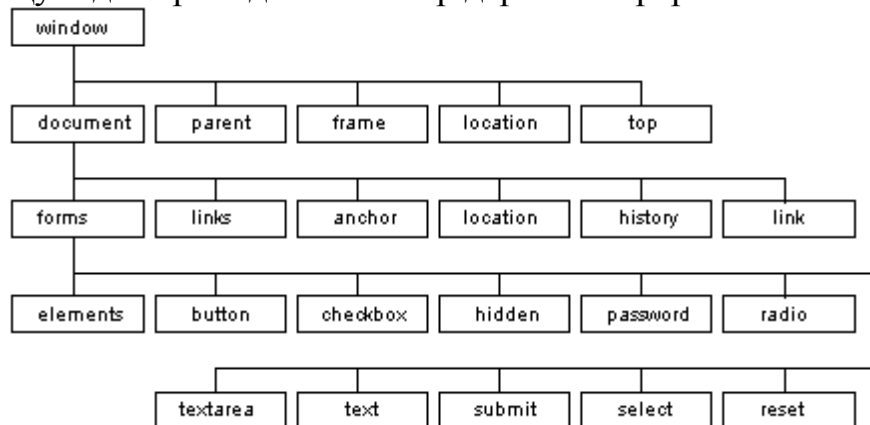 window
document parent frame location top
forms links anchor location history link
elements button checkbox hidden password radio
textarea text submit select reset